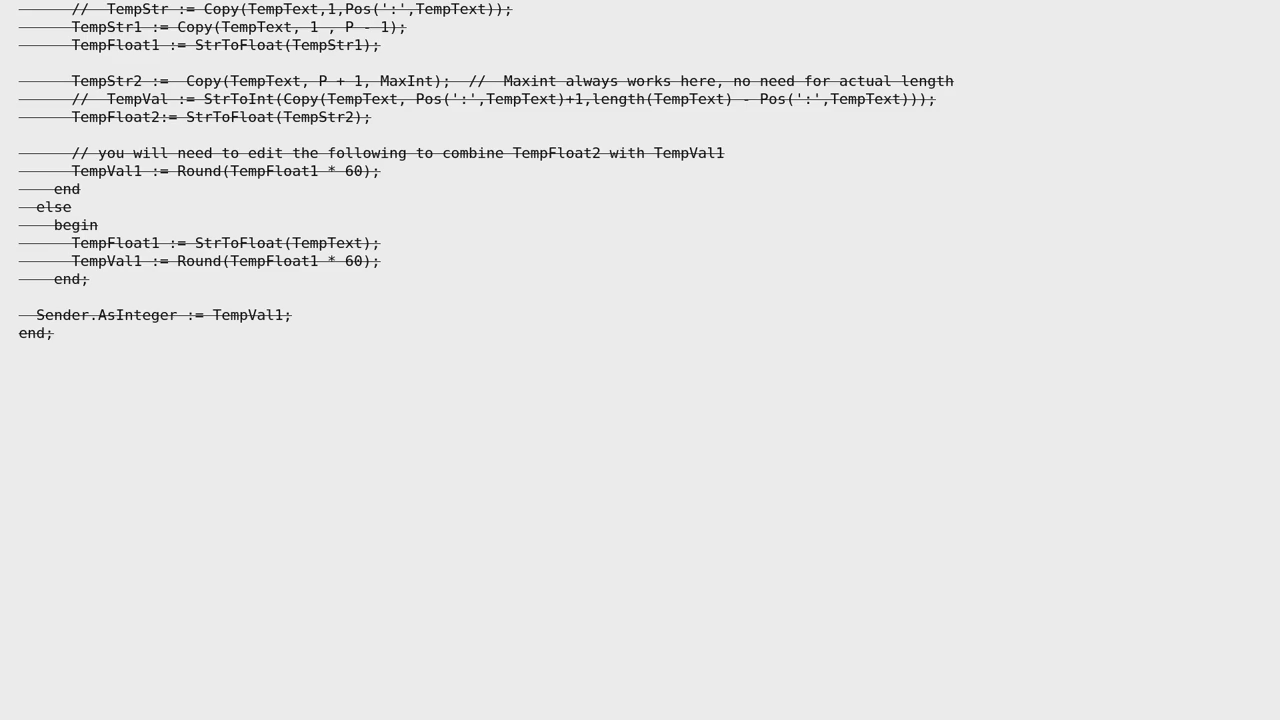 //  TempStr := Copy(TempText,1,Pos(':',TempText));
      TempStr1 := Copy(TempText, 1 , P - 1);
      TempFloat1 := StrToFloat(TempStr1);

      TempStr2 :=  Copy(TempText, P + 1, MaxInt);  //  Maxint always works here, no need for actual length
      //  TempVal := StrToInt(Copy(TempText, Pos(':',TempText)+1,length(TempText) - Pos(':',TempText)));
      TempFloat2:= StrToFloat(TempStr2);

      // you will need to edit the following to combine TempFloat2 with TempVal1
      TempVal1 := Round(TempFloat1 * 60);
    end
  else
    begin
      TempFloat1 := StrToFloat(TempText);
      TempVal1 := Round(TempFloat1 * 60);
    end;

  Sender.AsInteger := TempVal1;
end;